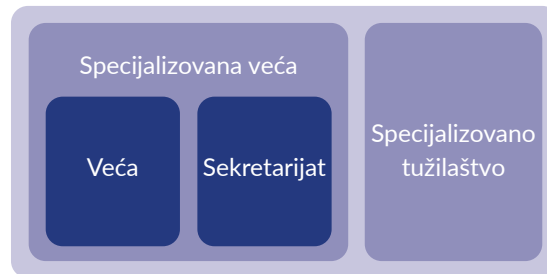 Specijalizovana veća
Veća
Sekretarijat
Specijalizovano
tužilaštvo